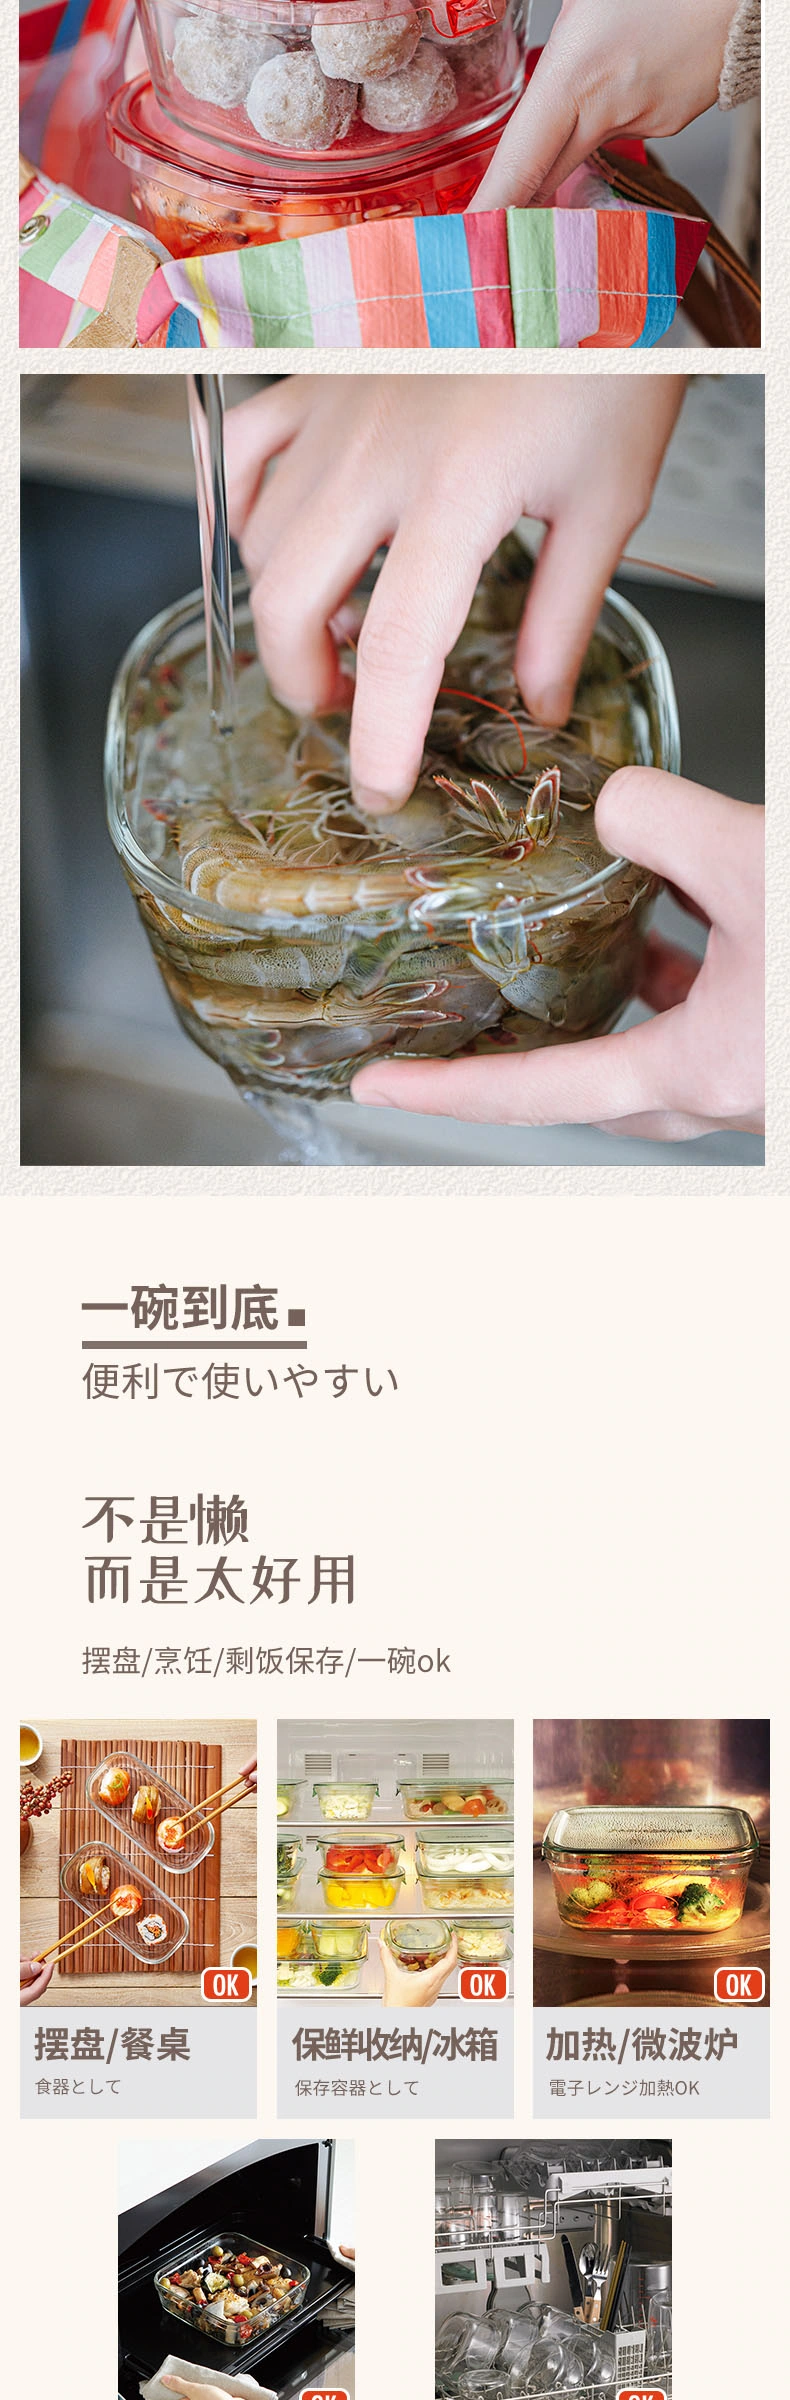 一碗到底
便利で使いやすい
不是懒
而是太好用
摆盘/烹饪/剩饭保存/一碗ok
OK
OK
OK
摆盘/餐桌
食器として
保鲜收纳/冰箱
保存容器として
加热/微波炉
電子レンジ加熱OK
OK
OK